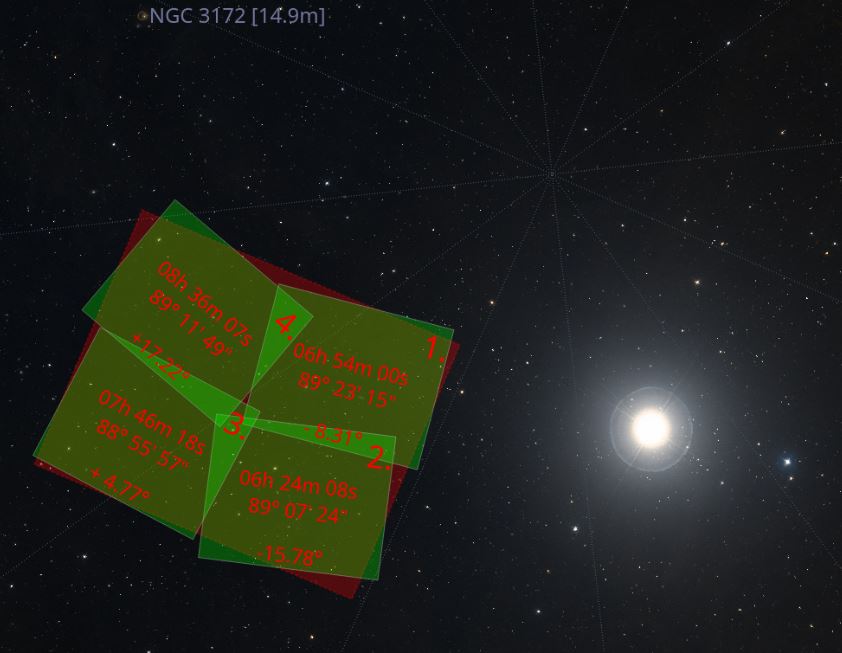 NGC 3172 [14.9m]
08h 36m 07s
89° 11' 49"
+17.22°
4.
06h 54m 00s
89° 23' 15"
- 8.31°
1.
07h 46m 18s
88° 55' 57"
+ 4.77°
3.
06h 24m 08s
89° 07' 24"
-15.78°
2.